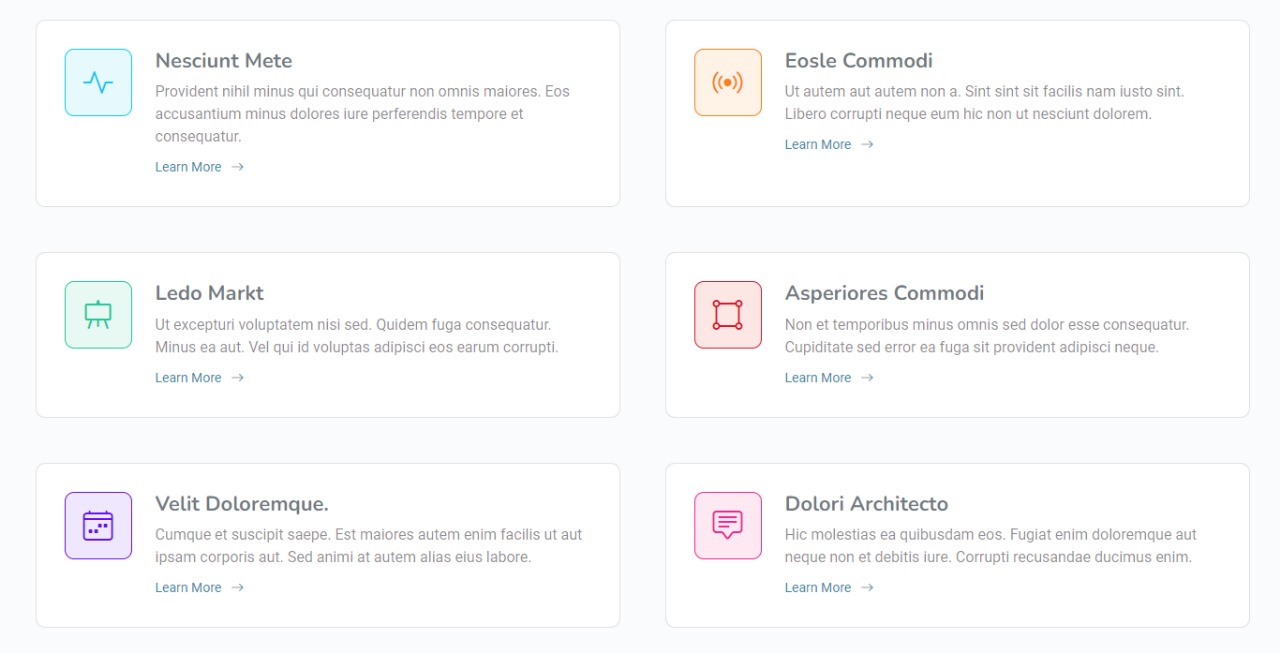 Nesciunt Mete
Provident nihil minus qui consequatur non omnis maiores. Eos
accusantium minus dolores iure perferendis tempore et
consequatur.
Learn More
Eosle Commodi
Ut autem aut autem non a. Sint sint sit facilis nam iusto sint.
Libero corrupti neque eum hic non ut nesciunt dolorem.
Learn More
Ledo Markt
Ut excepturi voluptatem nisi sed. Quidem fuga consequatur.
Minus ea aut. Vel qui id voluptas adipisci eos earum corrupti.
Learn More
Asperiores Commodi
Non et temporibus minus omnis sed dolor esse consequatur.
Cupiditate sed error ea fuga sit provident adipisci neque.
Learn More
Velit Doloremque.
Cumque et suscipit saepe. Est maiores autem enim facilis ut aut
ipsam corporis aut. Sed animi at autem alias eius labore.
Learn More
Dolori Architecto
Hic molestias ea quibusdam eos. Fugiat enim doloremque aut
neque non et debitis iure. Corrupti recusandae ducimus enim.
Learn More